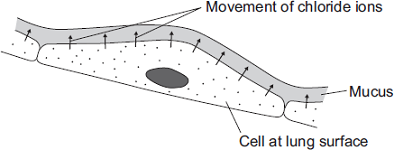 Movement of chloride ions
Mucus
Cell at lung surface